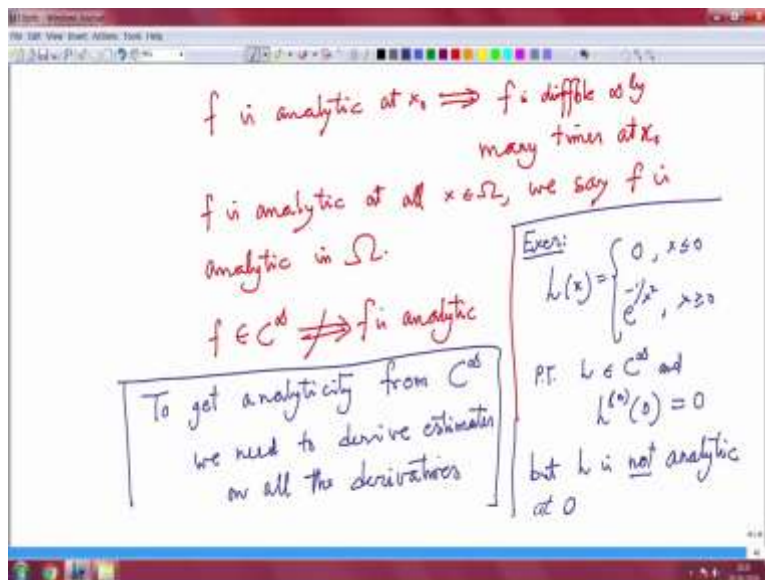 f is analytic at x₀ ⟹ f is diffble ∞ly
many times at x₀
f is analytic at all x ∈ Ω, we say f is
analytic in Ω.
f ∈ C^∞ ⇏ f is analytic
To get analyticity from C^∞
we need to derive estimates
on all the derivatives
Exer:
h(x) = { 0, x ≤ 0
e^{-1/x²}, x ≥ 0
P.T. h ∈ C^∞ and
h^{(n)}(0) = 0
but h is not analytic
at 0